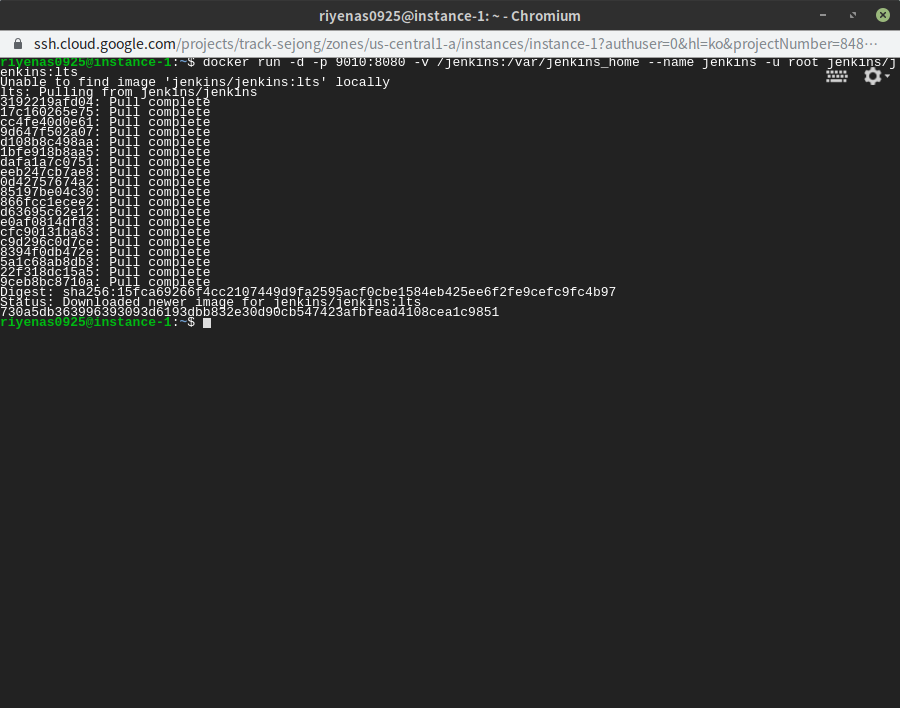 riyenas0925@instance-1: ~ - Chromium
ssh.cloud.google.com/projects/track-sejong/zones/us-central1-a/instances/instance-1?authuser=0&hl=ko&projectNumber=848…
riyenas0925@instance-1:~$ docker run -d -p 9010:8080 -v /jenkins:/var/jenkins_home --name jenkins -u root jenkins/j
enkins:lts
Unable to find image 'jenkins/jenkins:lts' locally
lts: Pulling from jenkins/jenkins
3192219afd04: Pull complete
17c160265e75: Pull complete
cc4fe40d0e61: Pull complete
9d647f502a07: Pull complete
d108b8c498aa: Pull complete
1bfe918b8aa5: Pull complete
dafa1a7c0751: Pull complete
eeb247cb7ae8: Pull complete
0d42757674a2: Pull complete
85197be04c30: Pull complete
866fcc1ecee2: Pull complete
d63695c62e12: Pull complete
e0af0814dfd3: Pull complete
cfc90131ba63: Pull complete
c9d296c0d7ce: Pull complete
8394f0db472e: Pull complete
5a1c68ab8db3: Pull complete
22f318dc15a5: Pull complete
9ceb8bc8710a: Pull complete
Digest: sha256:15fca69266f4cc2107449d9fa2595acf0cbe1584eb425ee6f2fe9cefc9fc4b97
Status: Downloaded newer image for jenkins/jenkins:lts
730a5db363996393093d6193dbb832e30d90cb547423afbfead4108cea1c9851
riyenas0925@instance-1:~$